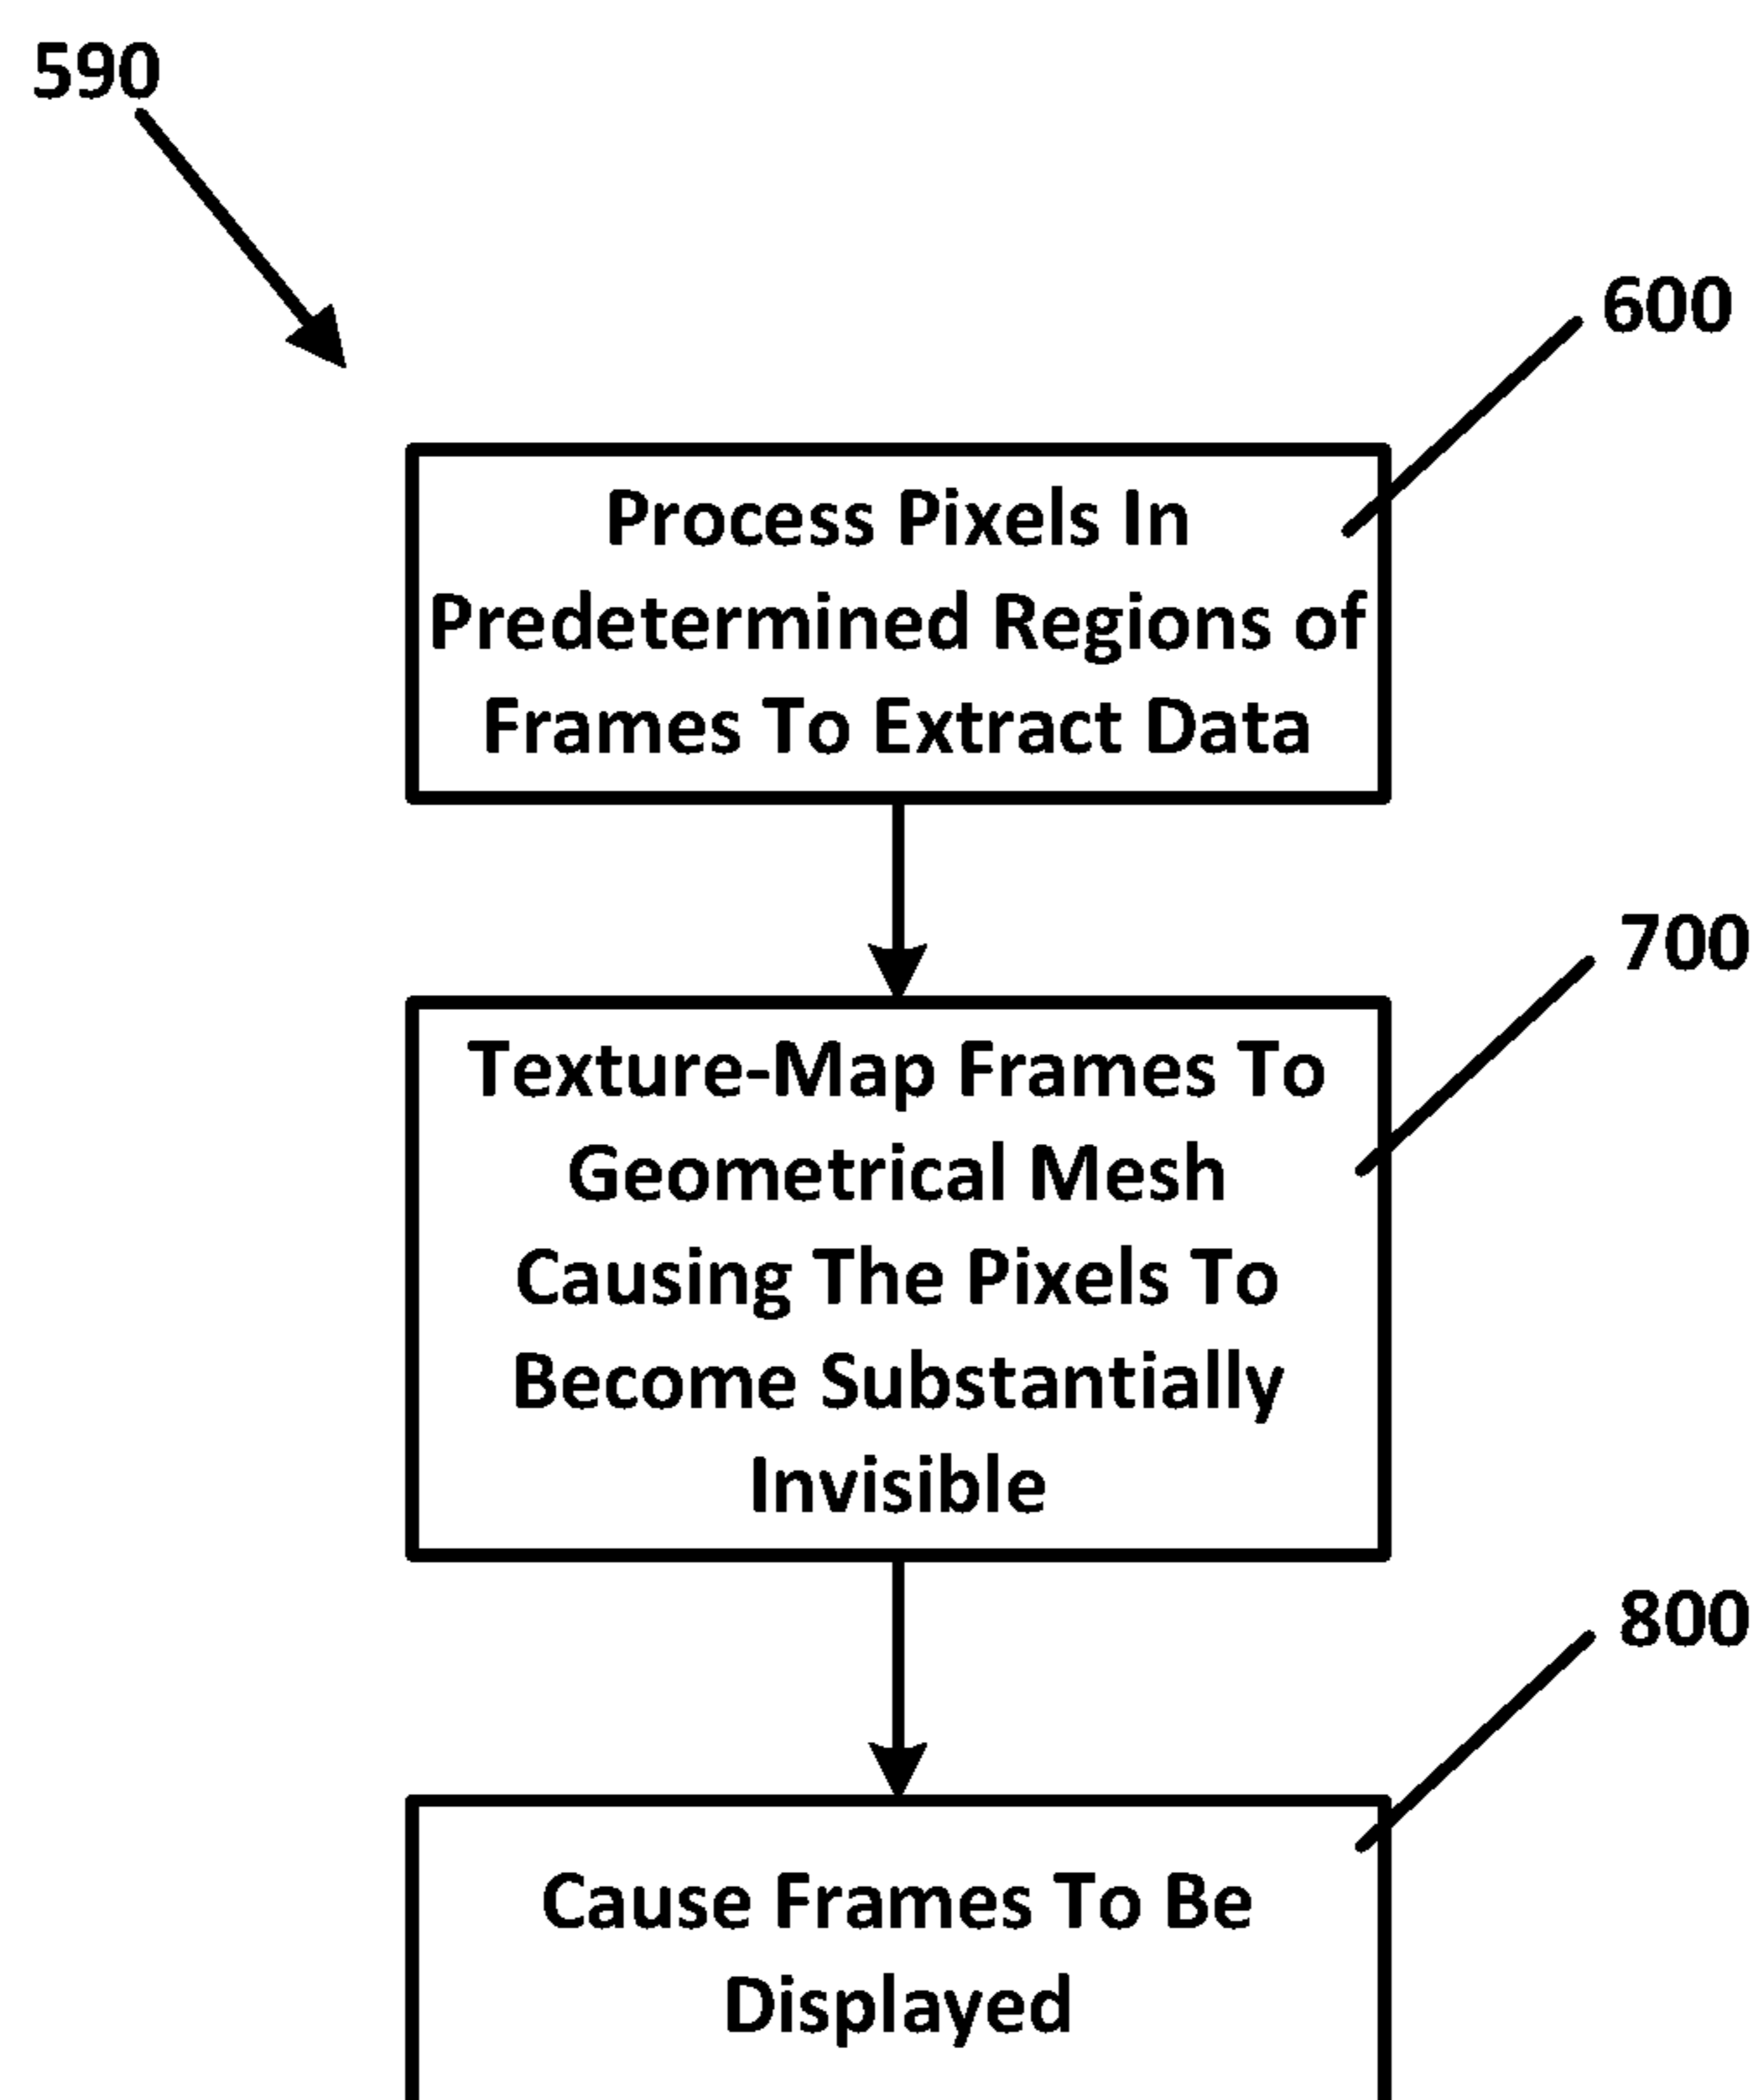 590
600
Process Pixels In
Predetermined Regions of
Frames To Extract Data
700
Texture-Map Frames To
Geometrical Mesh
Causing The Pixels To
Become Substantially
Invisible
800
Cause Frames To Be
Displayed